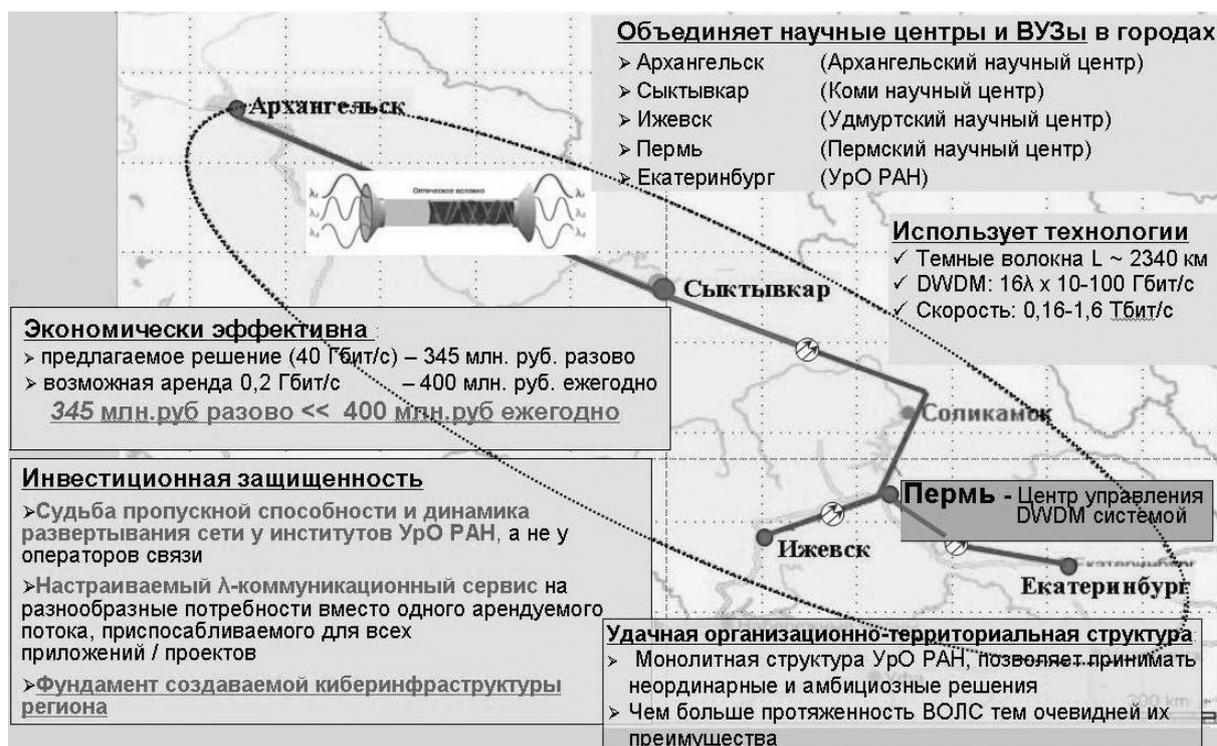 Объединяет научные центры и ВУЗы в городах
➢ Архангельск (Архангельский научный центр)
➢ Сыктывкар (Коми научный центр)
➢ Ижевск (Удмуртский научный центр)
➢ Пермь (Пермский научный центр)
➢ Екатеринбург (УрО РАН)
Архангельск
Оптическое волокно
Использует технологии
✓ Темные волокна L ~ 2340 км
✓ DWDM: 16λ x 10-100 Гбит/с
✓ Скорость: 0,16-1,6 Тбит/с
Сыктывкар
Экономически эффективна :
➢ предлагаемое решение (40 Гбит/с) – 345 млн. руб. разово
➢ возможная аренда 0,2 Гбит/с – 400 млн. руб. ежегодно
345 млн.руб разово << 400 млн.руб ежегодно
Соликамск
Инвестиционная защищенность
➢Судьба пропускной способности и динамика
развертывания сети у институтов УрО РАН, а не у
операторов связи
➢Настраиваемый λ-коммуникационный сервис на
разнообразные потребности вместо одного арендуемого
потока, приспосабливаемого для всех
приложений / проектов
➢Фундамент создаваемой киберинфраструктуры
региона
Пермь - Центр управления
DWDM системой
Ижевск
Екатеринбург
Екатеринбург
Удачная организационно-территориальная структура
➢ Монолитная структура УрО РАН, позволяет принимать
неординарные и амбициозные решения
➢ Чем больше протяженность ВОЛС тем очевидней их
преимущества
300 km